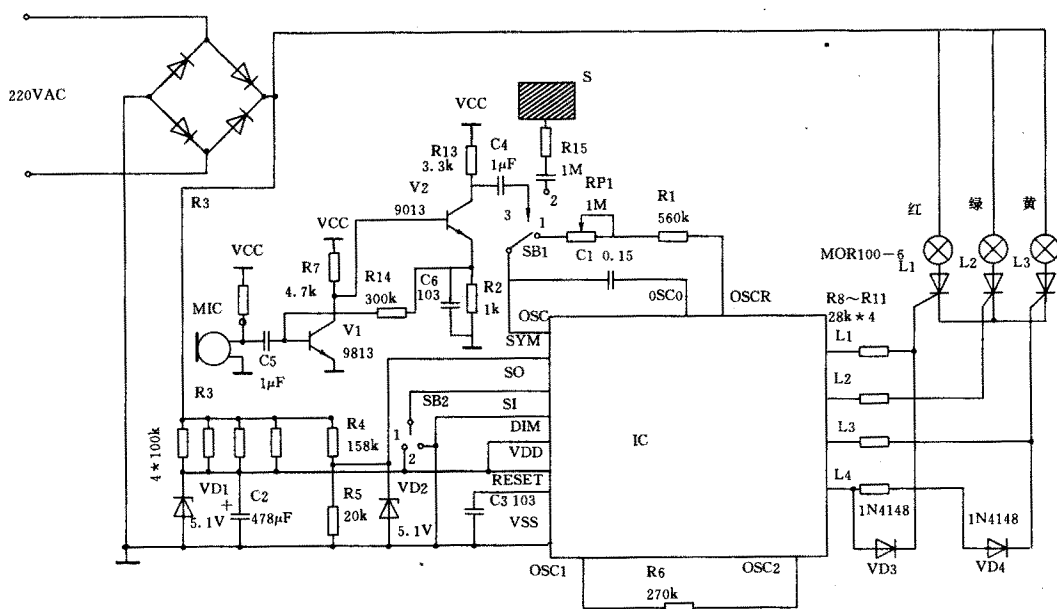 220VAC
S
VCC
R13
3.3k
C4
1μF
R15
1M
2
V2
9013
3
1
RP1
1M
R1
560k
SB1
C1 0.15
R3
VCC
VCC
R7
4.7k
R14
300k
C6
103
R2
1k
MIC
C5
1μF
V1
9813
OSC
OSC0
OSCR
SYM
SO
SB2
SI
DIM
VDD
RESET
VSS
IC
红
绿
黄
MOR100-6
L1
L2
L3
R8~R11
28k*4
L1
L2
L3
L4
R3
4*100k
R4
158k
1
2
VD1
5.1V
+
C2
478μF
R5
20k
VD2
5.1V
C3 103
1N4148
1N4148
VD3
VD4
OSC1
R6
270k
OSC2